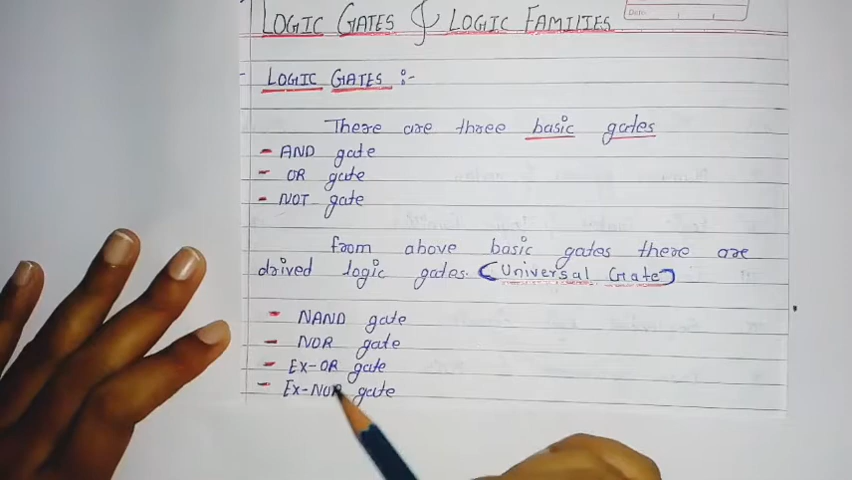 LOGIC GATES & LOGIC FAMILIES
Date:
- LOGIC GATES :-
There are three basic gates
- AND gate
- OR gate
- NOT gate
from above basic gates there are
drived logic gates. (Universal Gate)
- NAND gate
- NOR gate
- Ex-OR gate
- Ex-NOR gate